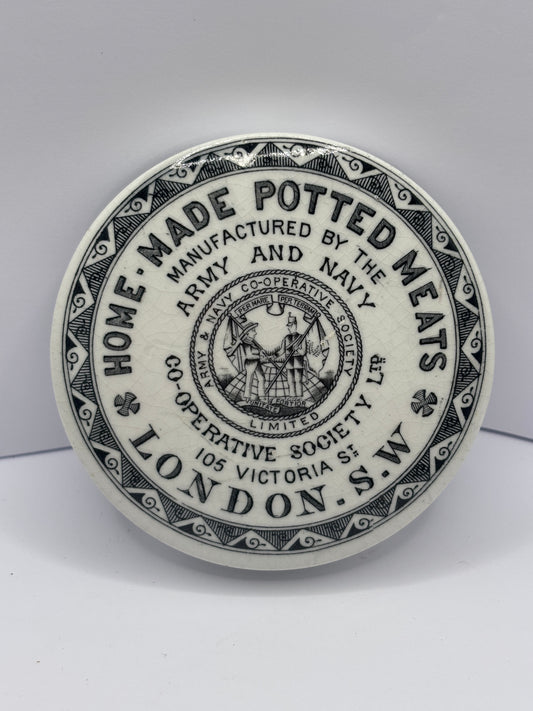 HOME-MADE POTTED MEATS
MANUFACTURED BY THE
ARMY AND NAVY
ARMY & NAVY CO-OPERATIVE SOCIETY
LIMITED
PER MARE PER TERRAM
CO-OPERATIVE SOCIETY LTD
105 VICTORIA ST
LONDON.S.W